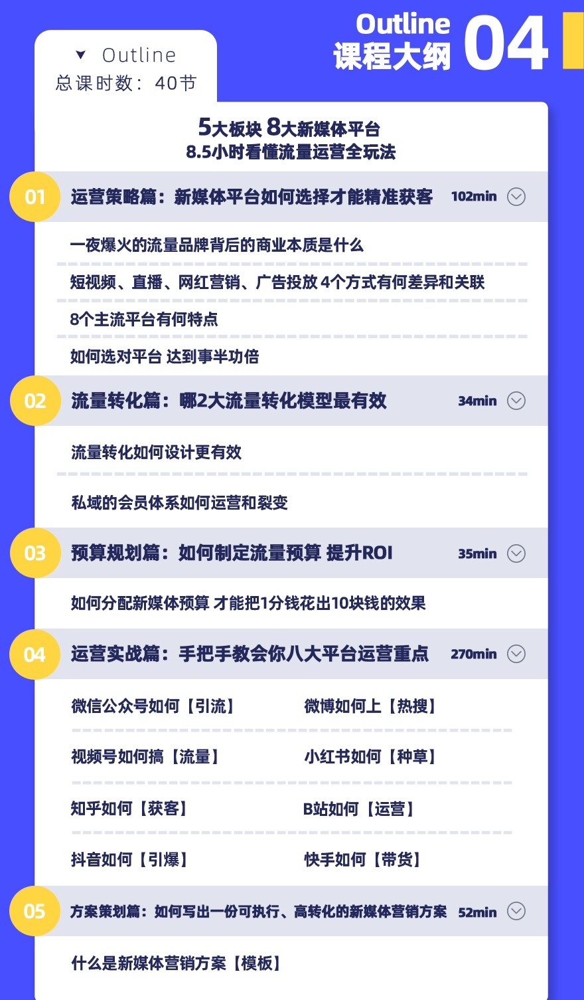 Outline
课程大纲
04
Outline
总课时数：40节
5大板块 8大新媒体平台
8.5小时看懂流量运营全玩法
01 运营策略篇：新媒体平台如何选择才能精准获客 102min
一夜爆火的流量品牌背后的商业本质是什么
短视频、直播、网红营销、广告投放 4个方式有何差异和关联
8个主流平台有何特点
如何选对平台 达到事半功倍
02 流量转化篇：哪2大流量转化模型最有效 34min
流量转化如何设计更有效
私域的会员体系如何运营和裂变
03 预算规划篇：如何制定流量预算 提升ROI 35min
如何分配新媒体预算 才能把1分钱花出10块钱的效果
04 运营实战篇：手把手教会你八大平台运营重点 270min
微信公众号如何【引流】 微博如何上【热搜】
视频号如何搞【流量】 小红书如何【种草】
知乎如何【获客】 B站如何【运营】
抖音如何【引爆】 快手如何【带货】
05 方案策划篇：如何写出一份可执行、高转化的新媒体营销方案 52min
什么是新媒体营销方案【模板】